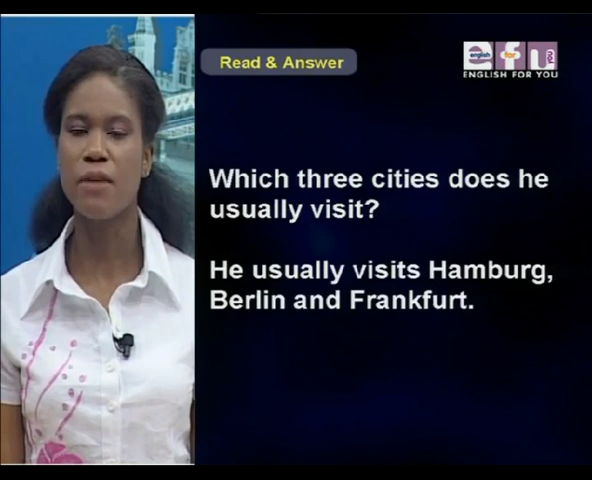 Read & Answer
english for you
efu
ENGLISH FOR YOU
Which three cities does he
usually visit?
He usually visits Hamburg,
Berlin and Frankfurt.